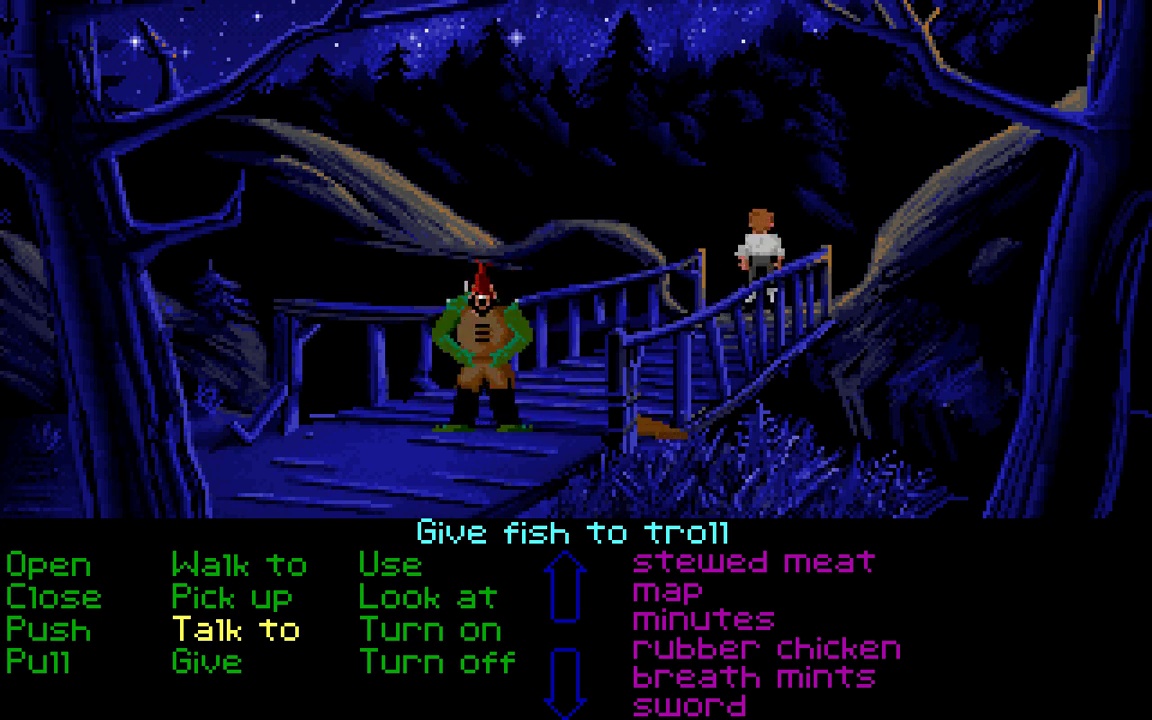 Give fish to troll
Open Walk to Use
Close Pick up Look at
Push Talk to Turn on
Pull Give Turn off
stewed meat
map
minutes
rubber chicken
breath mints
sword